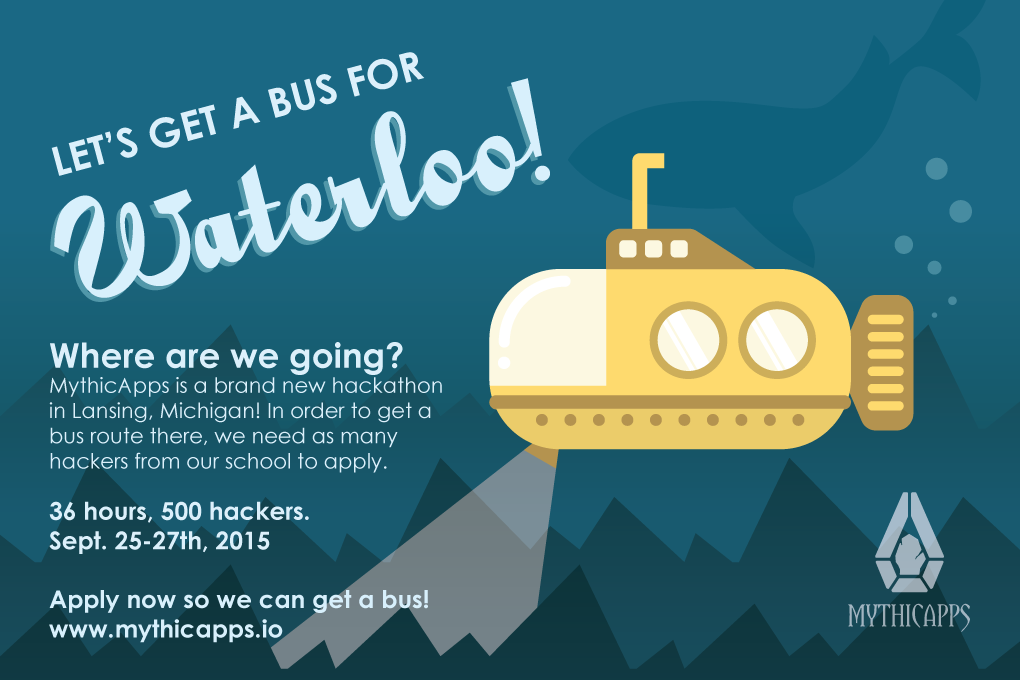 LET'S GET A BUS FOR
Waterloo!
Where are we going?
MythicApps is a brand new hackathon
in Lansing, Michigan! In order to get a
bus route there, we need as many
hackers from our school to apply.
36 hours, 500 hackers.
Sept. 25-27th, 2015
Apply now so we can get a bus!
www.mythicapps.io
MYTHICAPPS